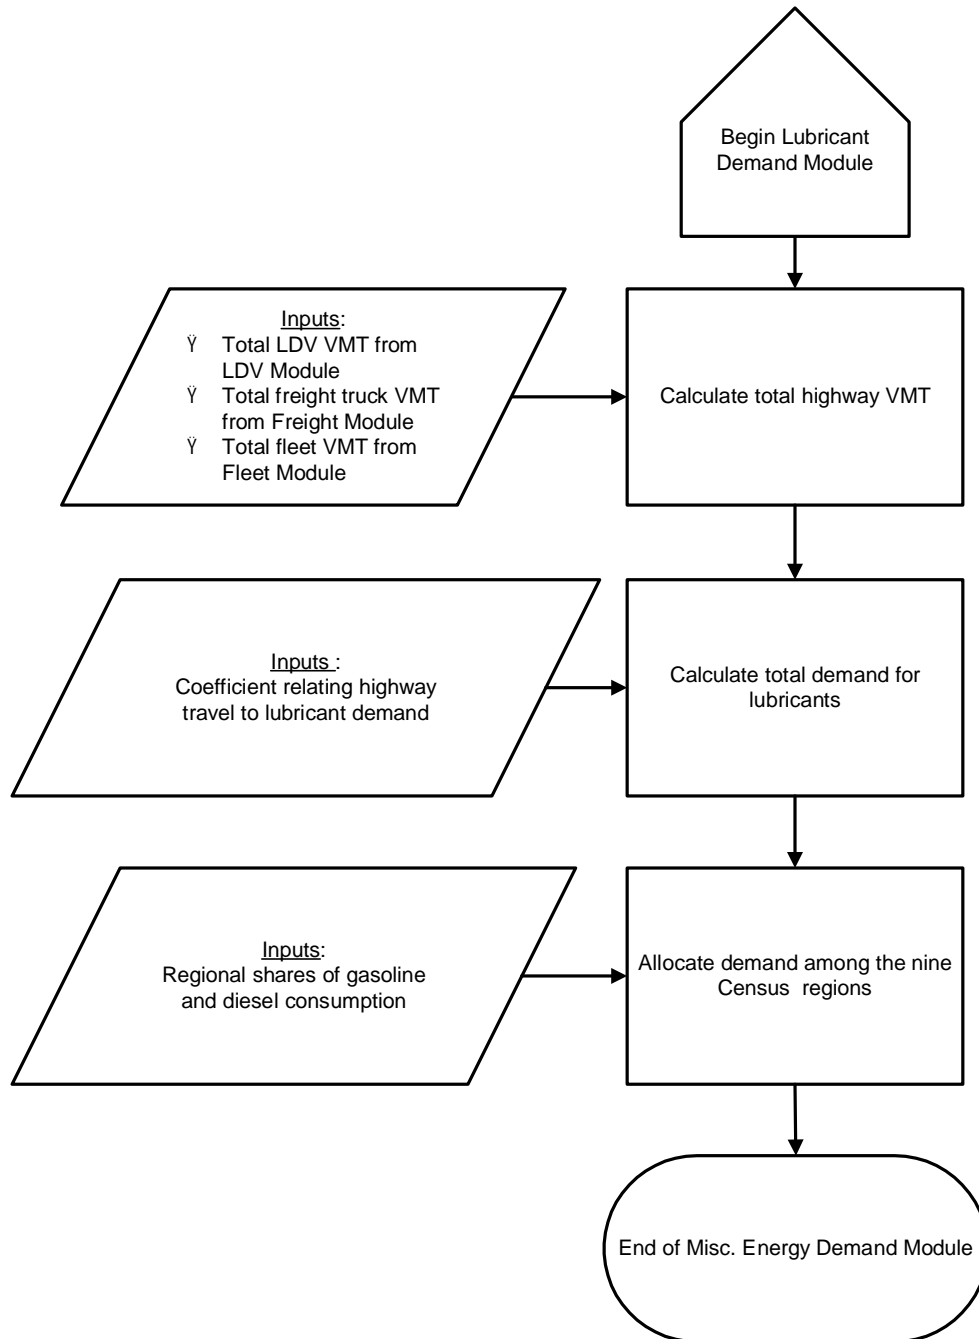 Begin Lubricant
Demand Module
Inputs:
Ÿ Total LDV VMT from
LDV Module
Ÿ Total freight truck VMT
from Freight Module
Ÿ Total fleet VMT from
Fleet Module
Calculate total highway VMT
Inputs :
Coefficient relating highway
travel to lubricant demand
Calculate total demand for
lubricants
Inputs:
Regional shares of gasoline
and diesel consumption
Allocate demand among the nine
Census  regions
End of Misc. Energy Demand Module